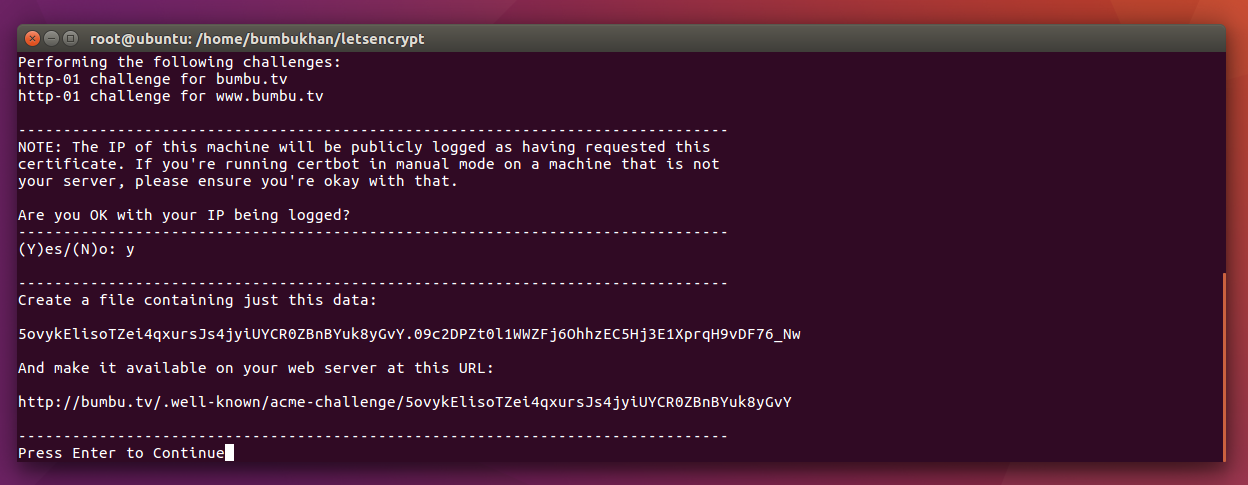 root@ubuntu: /home/bumbukhan/letsencrypt
Performing the following challenges:
http-01 challenge for bumbu.tv
http-01 challenge for www.bumbu.tv
-------------------------------------------------------------------------------
NOTE: The IP of this machine will be publicly logged as having requested this
certificate. If you're running certbot in manual mode on a machine that is not
your server, please ensure you're okay with that.
Are you OK with your IP being logged?
-------------------------------------------------------------------------------
(Y)es/(N)o: y
-------------------------------------------------------------------------------
Create a file containing just this data:
5ovykElisoTZei4qxursJs4jyiUYCR0ZBnBYuk8yGvY.09c2DPZt0l1WWZFj6OhhzEC5Hj3E1XprqH9vDF76_Nw
And make it available on your web server at this URL:
http://bumbu.tv/.well-known/acme-challenge/5ovykElisoTZei4qxursJs4jyiUYCR0ZBnBYuk8yGvY
-------------------------------------------------------------------------------
Press Enter to Continue